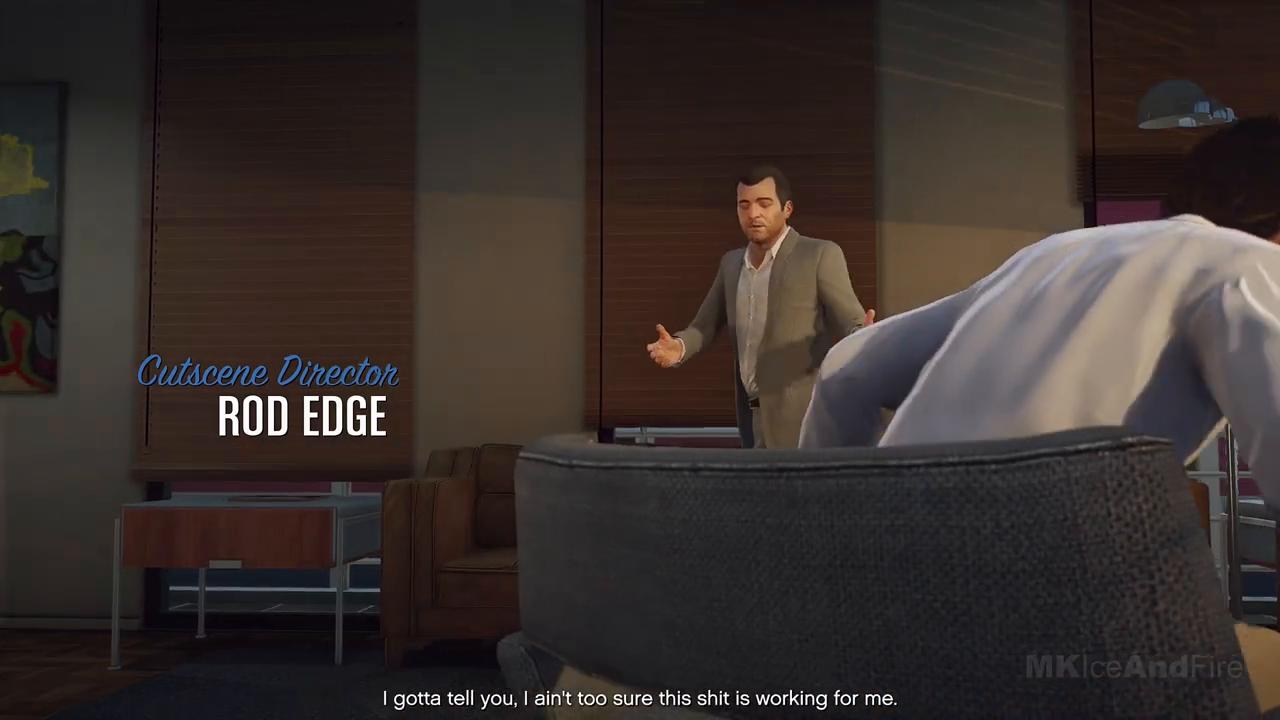 Cutscene Director
ROD EDGE
MKIceAndFire
I gotta tell you, I ain't too sure this shit is working for me.